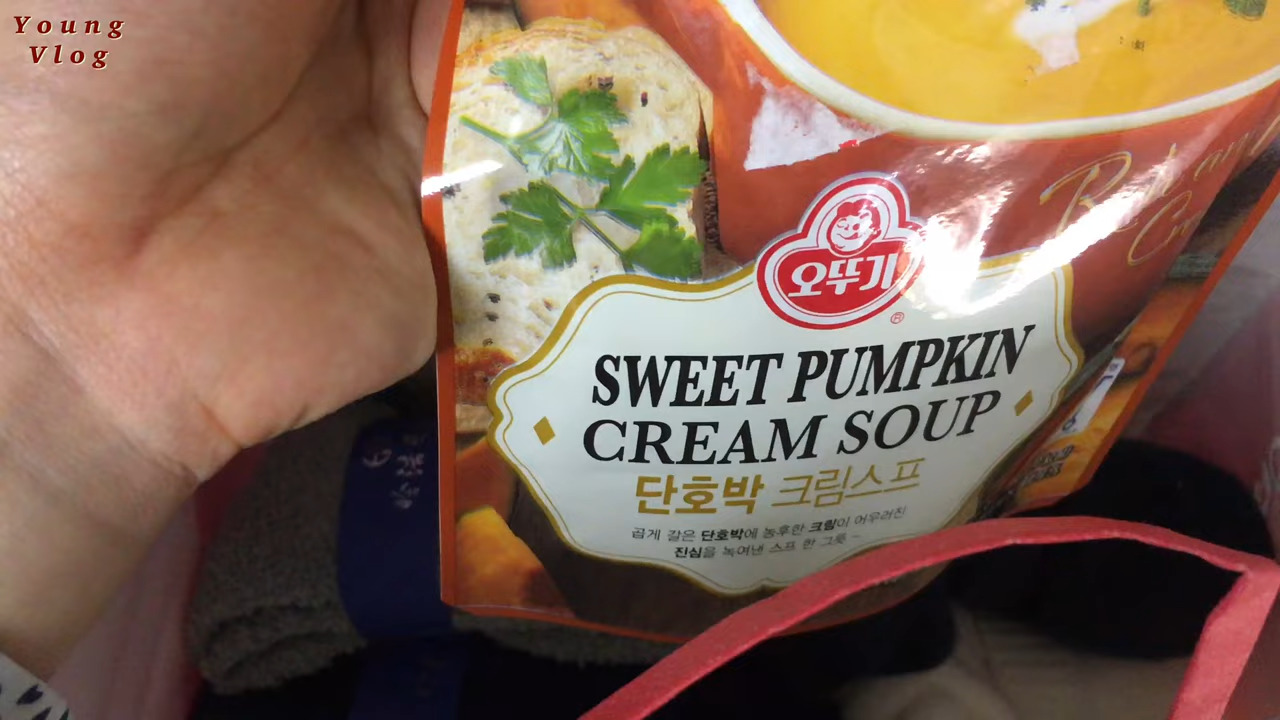 Young
Vlog
오뚜기
®
SWEET PUMPKIN
CREAM SOUP
단호박 크림스프
곱게 갈은 단호박에 농후한 크림이 어우러진
진심을 녹여낸 스프 한 그릇 ~